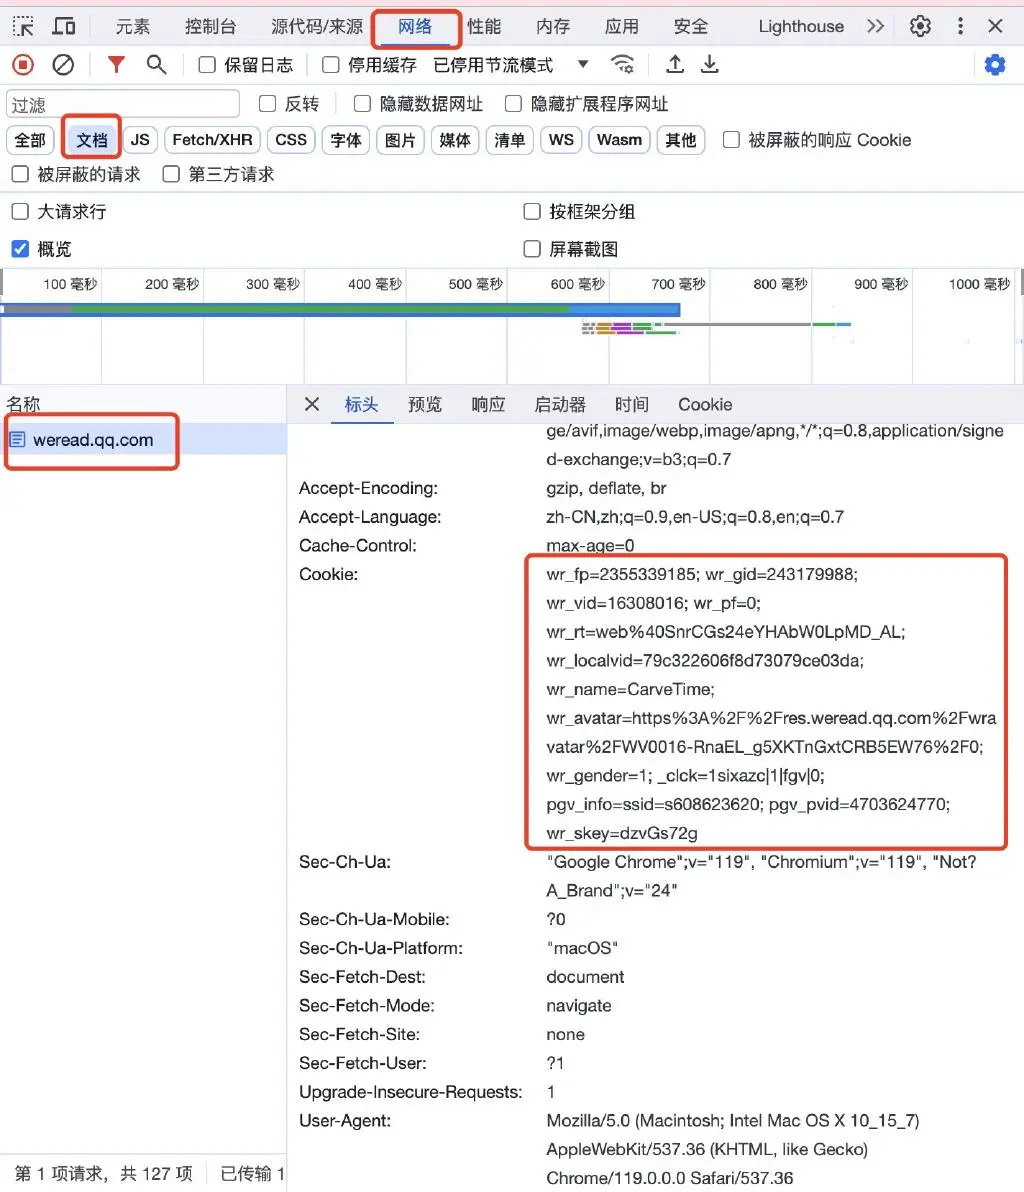 元素 控制台 源代码/来源 网络 性能 内存 应用 安全 Lighthouse
保留日志 停用缓存 已停用节流模式
过滤 反转 隐藏数据网址 隐藏扩展程序网址
全部 文档 JS Fetch/XHR CSS 字体 图片 媒体 清单 WS Wasm 其他 被屏蔽的响应 Cookie
被屏蔽的请求 第三方请求
大请求行 按框架分组
概览 屏幕截图
100 毫秒 200 毫秒 300 毫秒 400 毫秒 500 毫秒 600 毫秒 700 毫秒 800 毫秒 900 毫秒 1000 毫秒
名称
weread.qq.com
标头 预览 响应 启动器 时间 Cookie
ge/avif,image/webp,image/apng,*/*;q=0.8,application/signe
d-exchange;v=b3;q=0.7
Accept-Encoding: gzip, deflate, br
Accept-Language: zh-CN,zh;q=0.9,en-US;q=0.8,en;q=0.7
Cache-Control: max-age=0
Cookie: wr_fp=2355339185; wr_gid=243179988;
wr_vid=16308016; wr_pf=0;
wr_rt=web%40SnrCGs24eYHAbW0LpMD_AL;
wr_localvid=79c322606f8d73079ce03da;
wr_name=CarveTime;
wr_avatar=https%3A%2F%2Fres.weread.qq.com%2Fwra
vatar%2FWV0016-RnaEL_g5XKTnGxtCRB5EW76%2F0;
wr_gender=1; _clck=1sixazc|1|fgv|0;
pgv_info=ssid=s608623620; pgv_pvid=4703624770;
wr_skey=dzvGs72g
Sec-Ch-Ua: "Google Chrome";v="119", "Chromium";v="119", "Not?
A_Brand";v="24"
Sec-Ch-Ua-Mobile: ?0
Sec-Ch-Ua-Platform: "macOS"
Sec-Fetch-Dest: document
Sec-Fetch-Mode: navigate
Sec-Fetch-Site: none
Sec-Fetch-User: ?1
Upgrade-Insecure-Requests: 1
User-Agent: Mozilla/5.0 (Macintosh; Intel Mac OS X 10_15_7)
AppleWebKit/537.36 (KHTML, like Gecko)
Chrome/119.0.0.0 Safari/537.36
第 1 项请求，共 127 项 已传输 1